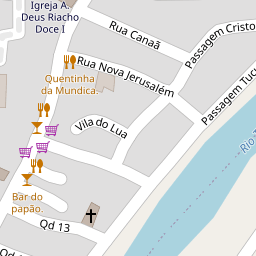 Igreja A.
Deus Riacho
Doce I
Rua Canaã
Passagem Cristo
Rua Nova Jerusalém
Quentinha
da Mundica.
Passagem Tucu
Vila do Lua
Rio
Bar do
papão.
Qd 13